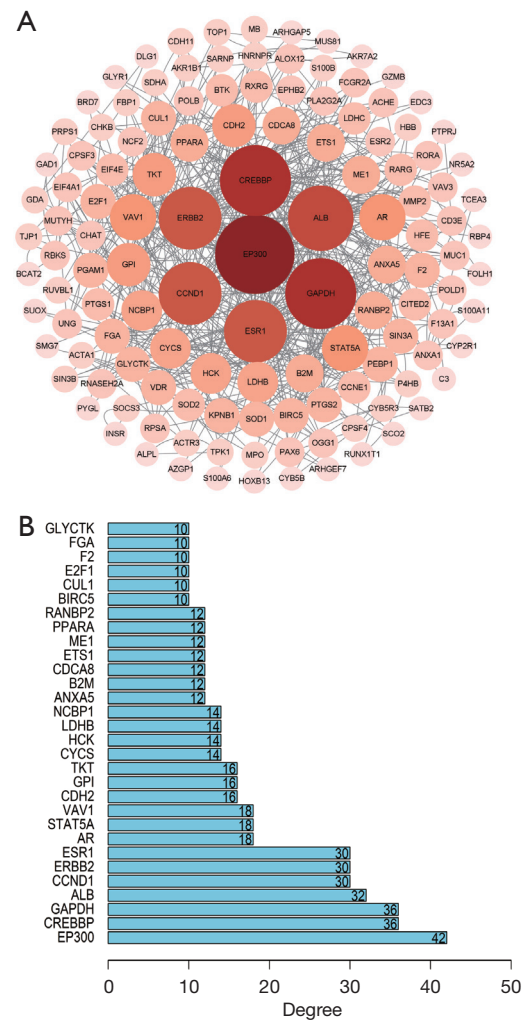 A
TOP1 MB ARHGAP5
CDH11 MUS81
DLG1 AKR1B1 SARNP HNRNPR ALOX12 S100B AKR7A2
GLYR1 SDHA POLB BTK RXRG EPHB2 PLA2G2A FCGR2A GZMB
BRD7 FBP1 CUL1 CDH2 CDCA8 LDHC ACHE EDC3
PRPS1 CHKB NCF2 PPARA ETS1 ESR2 HBB PTPRJ
GAD1 CPSF3 EIF4E TKT CREBBP ME1 RARG RORA NR5A2
GDA EIF4A1 E2F1 VAV1 ERBB2 ALB AR MMP2 VAV3 TCEA3
TJP1 MUTYH CHAT HFE CD3E RBP4
BCAT2 RBKS PGAM1 GPI EP300 ANXA5 F2 MUC1 FOLH1
SUOX RUVBL1 PTGS1 CCND1 GAPDH CITED2 POLD1 S100A11
SMG7 UNG NCBP1 RANBP2 F13A1 CYP2R1
FGA ESR1 SIN3A
ACTA1 CYCS STAT5A ANXA1 C3
SIN3B GLYCTK HCK LDHB B2M PEBP1 P4HB
PYGL RNASEH2A VDR CCNE1 CYB5R3 SATB2
SOCS3 SOD2 KPNB1 SOD1 BIRC5 PTGS2 CPSF4 SCO2
INSR RPSA ACTR3 OGG1 RUNX1T1
ALPL TPK1 MPO PAX6 ARHGEF7
AZGP1 S100A6 HOXB13 CYB5B
B
GLYCTK 10
FGA 10
F2 10
E2F1 10
CUL1 10
BIRC5 10
RANBP2 12
PPARA 12
ME1 12
ETS1 12
CDCA8 12
B2M 12
ANXA5 12
NCBP1 14
LDHB 14
HCK 14
CYCS 14
TKT 16
GPI 16
CDH2 16
VAV1 18
STAT5A 18
AR 18
ESR1 30
ERBB2 30
CCND1 30
ALB 32
GAPDH 36
CREBBP 36
EP300 42
0 10 20 30 40 50
Degree